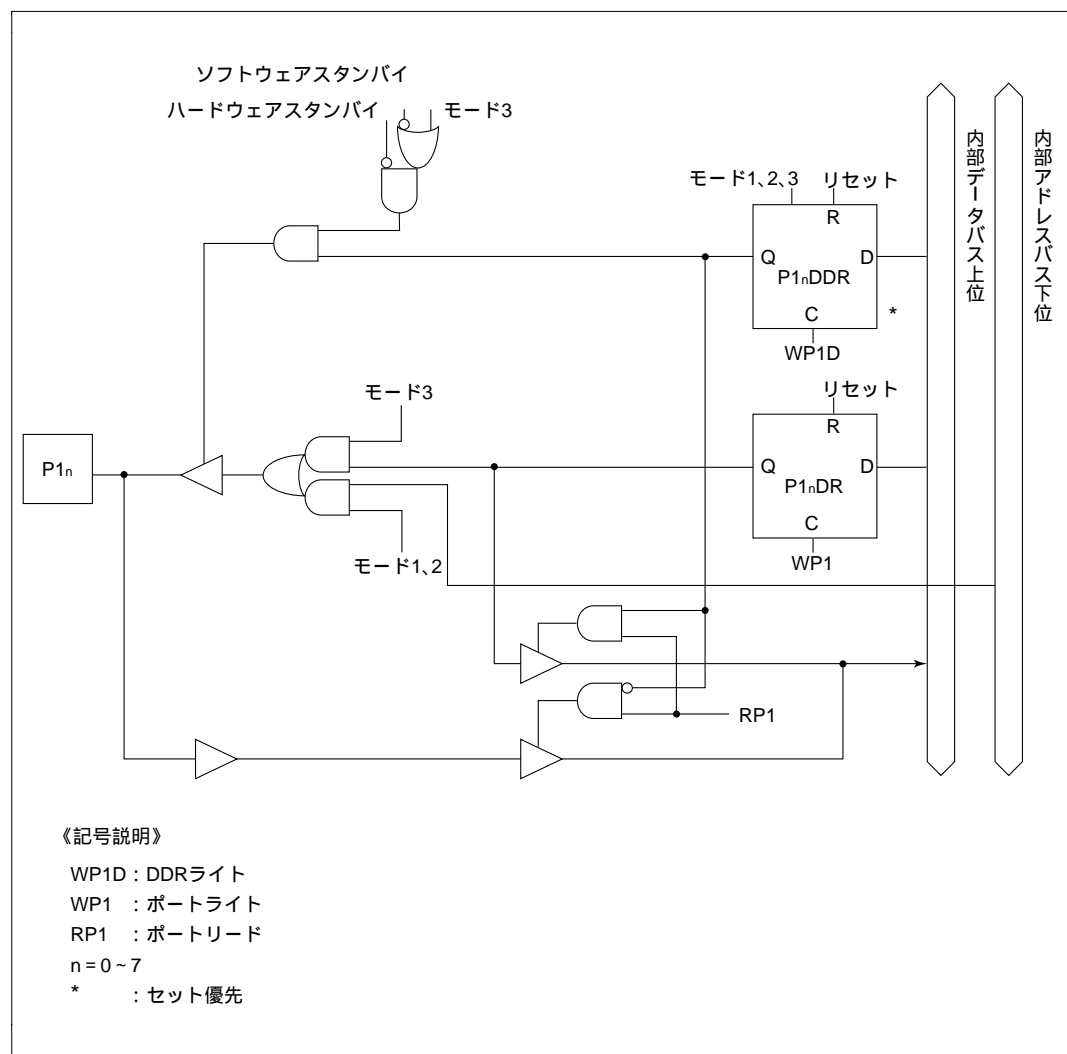 ソフトウェアスタンバイ
ハードウェアスタンバイ
モード3
モード1、2、3
リセット
R
Q
D
P1nDDR
C
*
WP1D
内部データバス上位
内部アドレスバス下位
モード3
リセット
R
P1n
Q
D
P1nDR
C
モード1、2
WP1
RP1
《記号説明》
WP1D : DDRライト
WP1 : ポートライト
RP1 : ポートリード
n = 0 ~ 7
* : セット優先